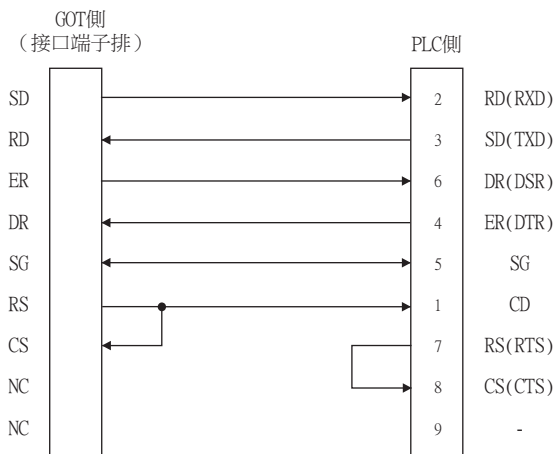 GOT側
（接口端子排）
PLC側
SD 2 RD(RXD)
RD 3 SD(TXD)
ER 6 DR(DSR)
DR 4 ER(DTR)
SG 5 SG
RS 1 CD
CS 7 RS(RTS)
NC 8 CS(CTS)
NC 9 -